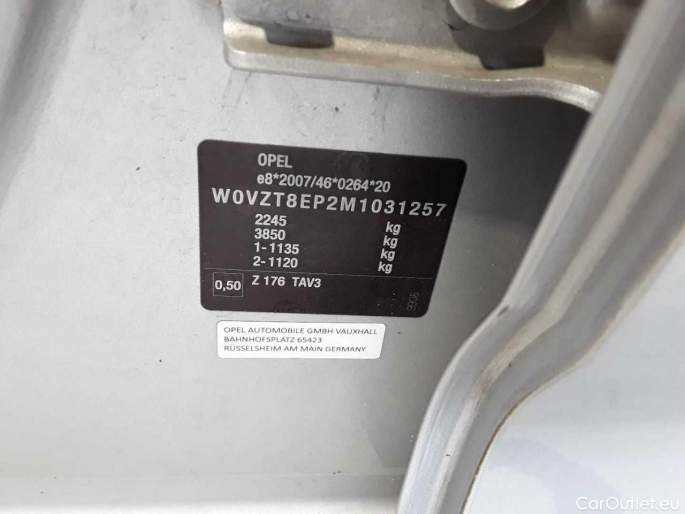 OPEL
e8*2007/46*0264*20
W0VZT8EP2M1031257
2245 kg
3850 kg
1-1135 kg
2-1120 kg
0,50 Z 176 TAV3
OPEL AUTOMOBILE GMBH VAUXHALL
BAHNHOFSPLATZ 65423
RÜSSELSHEIM AM MAIN GERMANY
CarOutlet.eu